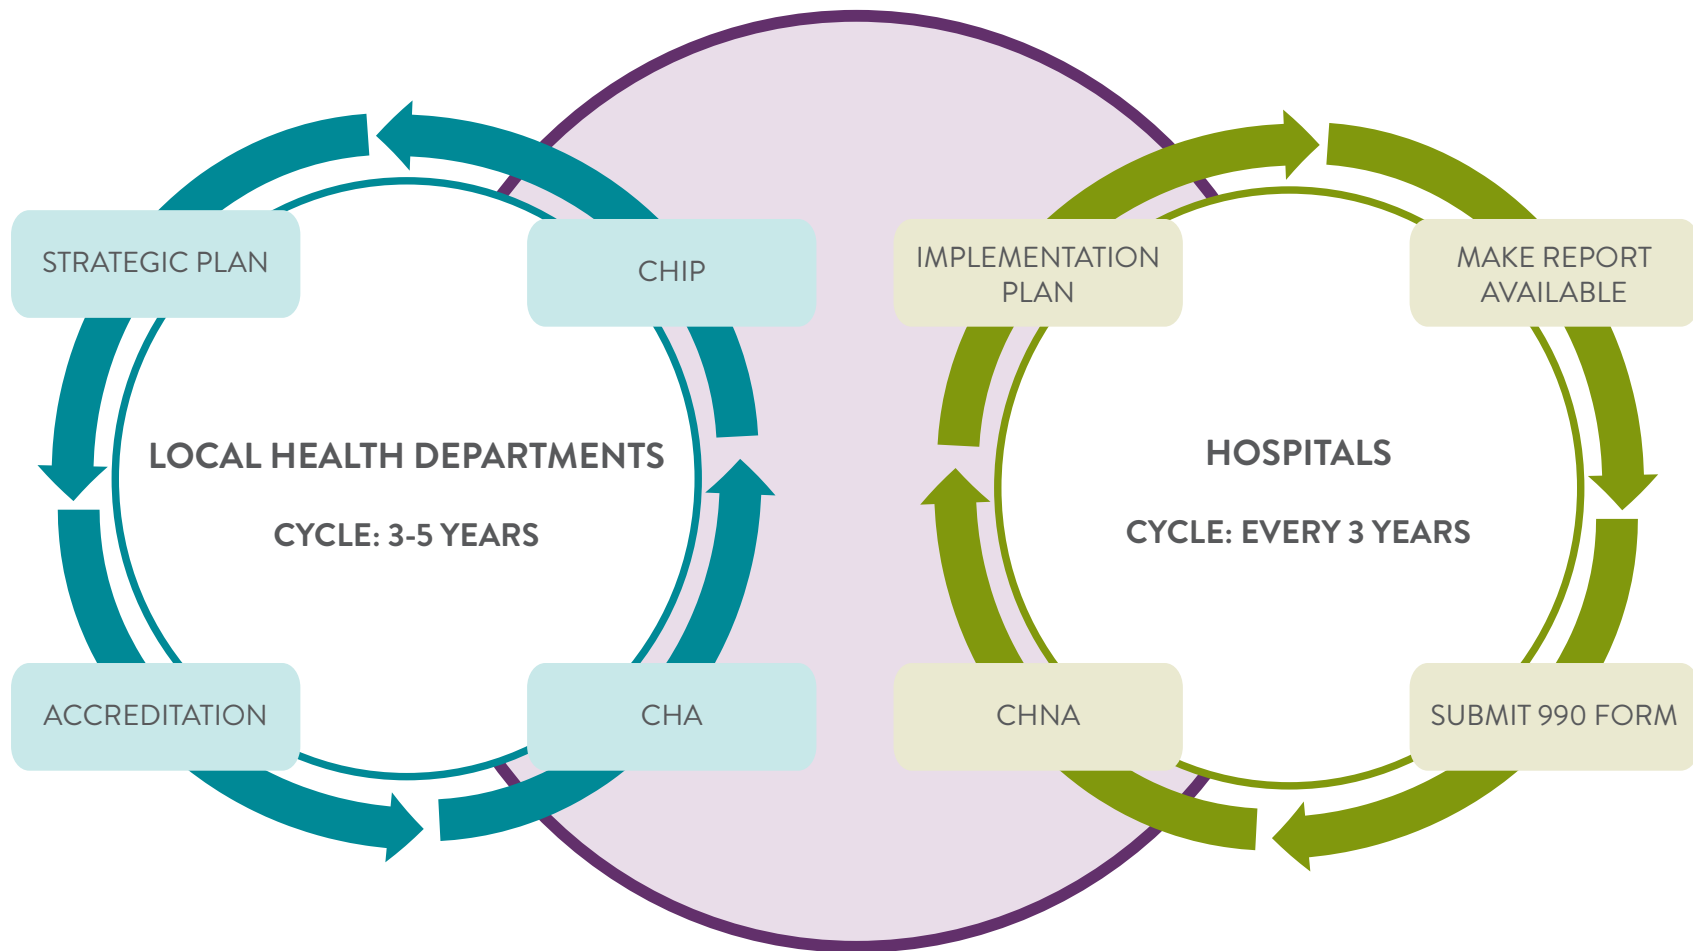 STRATEGIC PLAN
CHIP
LOCAL HEALTH DEPARTMENTS
CYCLE: 3-5 YEARS
ACCREDITATION
CHA
IMPLEMENTATION
PLAN
MAKE REPORT
AVAILABLE
HOSPITALS
CYCLE: EVERY 3 YEARS
CHNA
SUBMIT 990 FORM